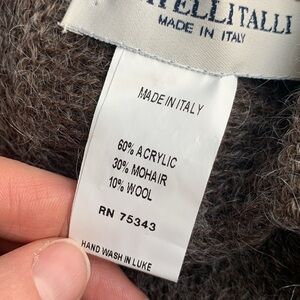 MADE IN ITALY
MADE IN ITALY
60% ACRYLIC
30% MOHAIR
10% WOOL
RN 75343
HAND WASH IN LUKE